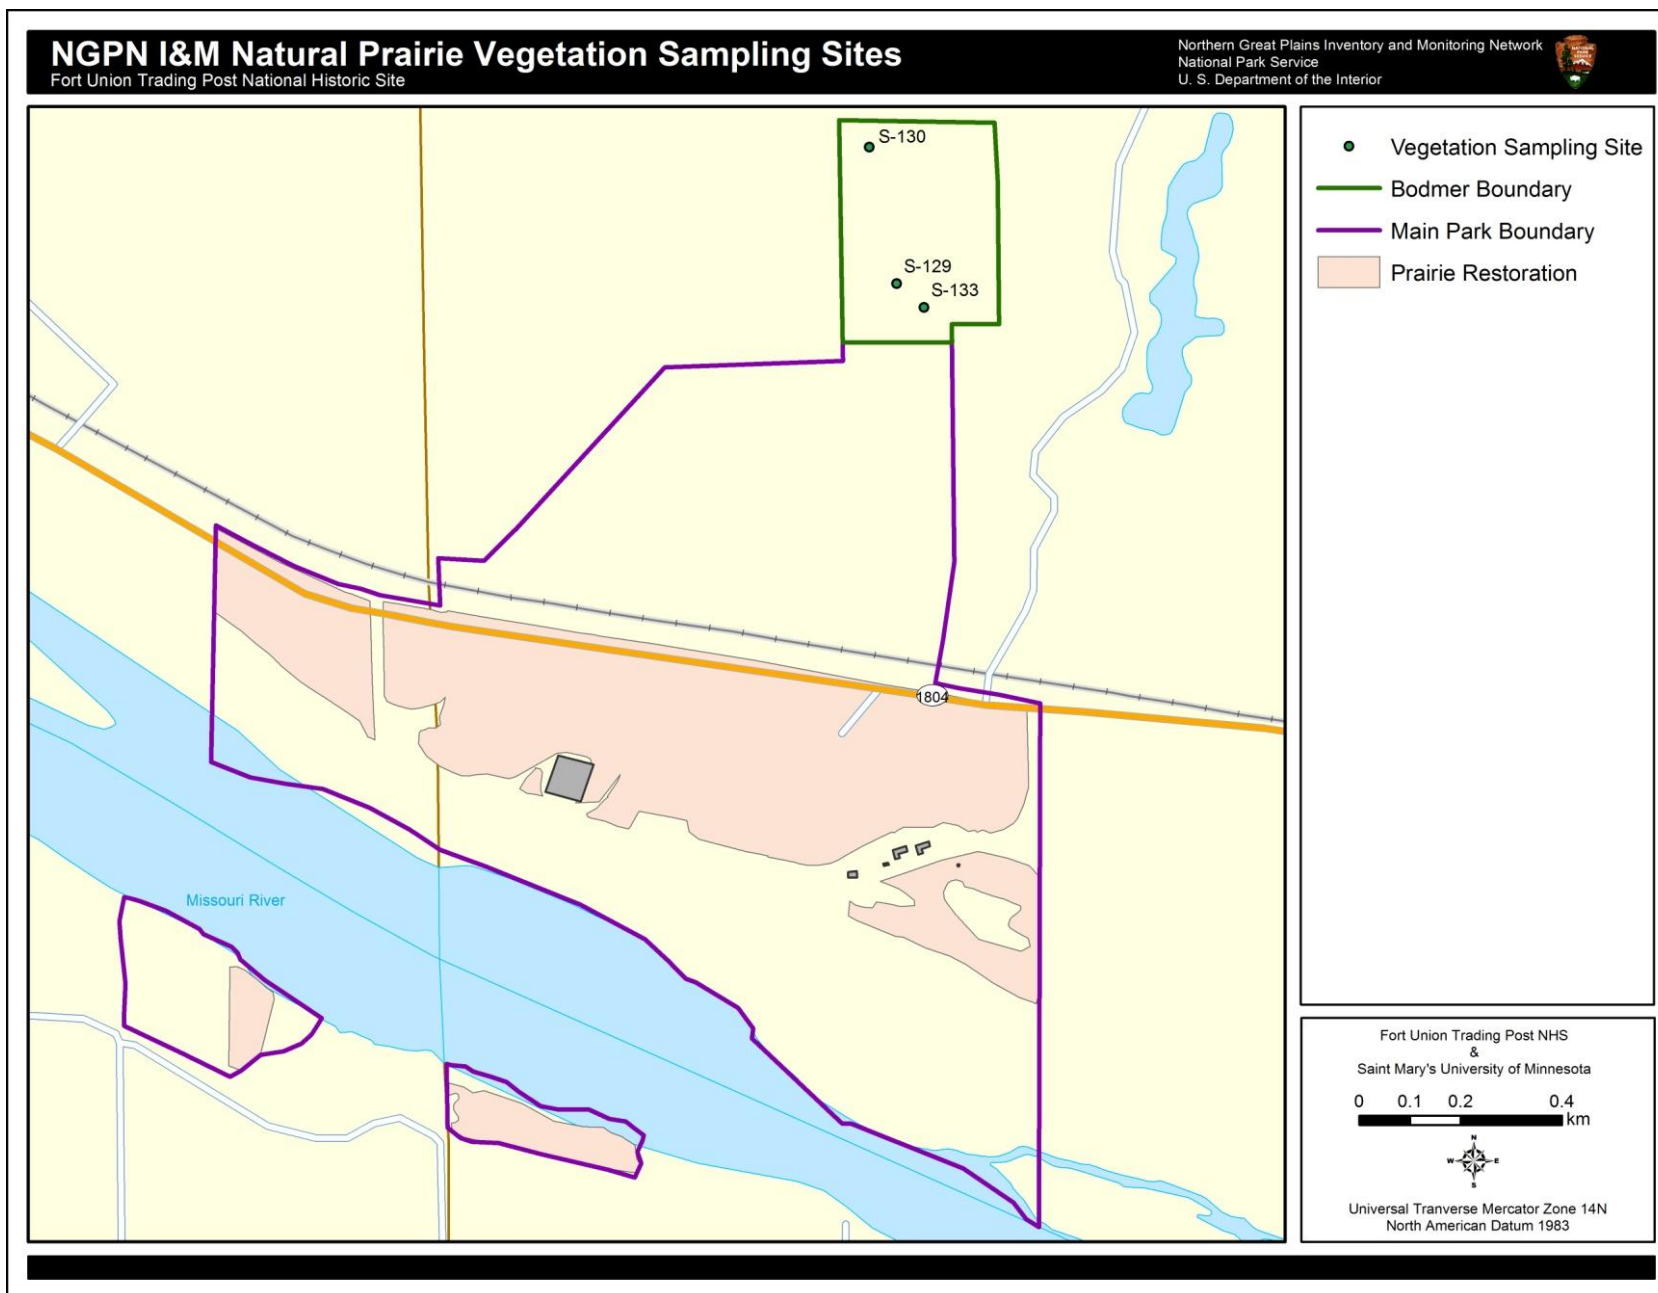 NGPN I&M Natural Prairie Vegetation Sampling Sites
Fort Union Trading Post National Historic Site
Northern Great Plains Inventory and Monitoring Network
National Park Service
U. S. Department of the Interior
S-130
S-129
S-133
1804
Missouri River
Vegetation Sampling Site
Bodmer Boundary
Main Park Boundary
Prairie Restoration
Fort Union Trading Post NHS
&
Saint Mary's University of Minnesota
0 0.1 0.2 0.4
km
N
W E
S
Universal Tranverse Mercator Zone 14N
North American Datum 1983